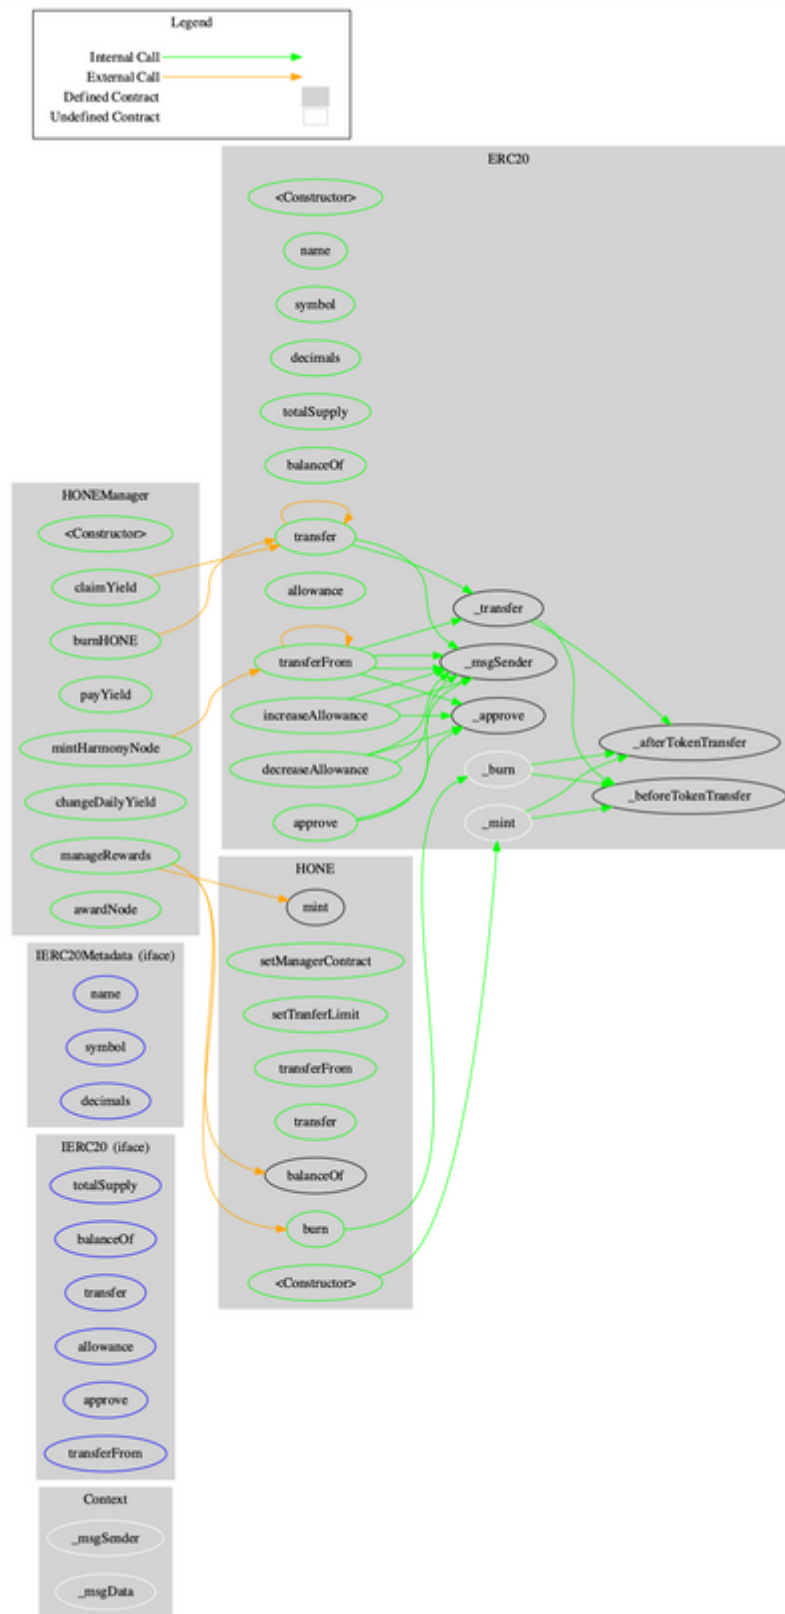 Legend
Internal Call
External Call
Defined Contract
Undefined Contract
ERC20
<Constructor>
name
symbol
decimals
totalSupply
balanceOf
transfer
allowance
_transfer
transferFrom
_msgSender
increaseAllowance
_approve
_afterTokenTransfer
decreaseAllowance
_burn
_beforeTokenTransfer
approve
_mint
HONEManager
<Constructor>
claimYield
burnHONE
payYield
mintHarmonyNode
changeDailyYield
manageRewards
awardNode
HONE
mint
setManagerContract
setTranferLimit
transferFrom
transfer
balanceOf
burn
<Constructor>
IERC20Metadata (iface)
name
symbol
decimals
IERC20 (iface)
totalSupply
balanceOf
transfer
allowance
approve
transferFrom
Context
_msgSender
_msgData